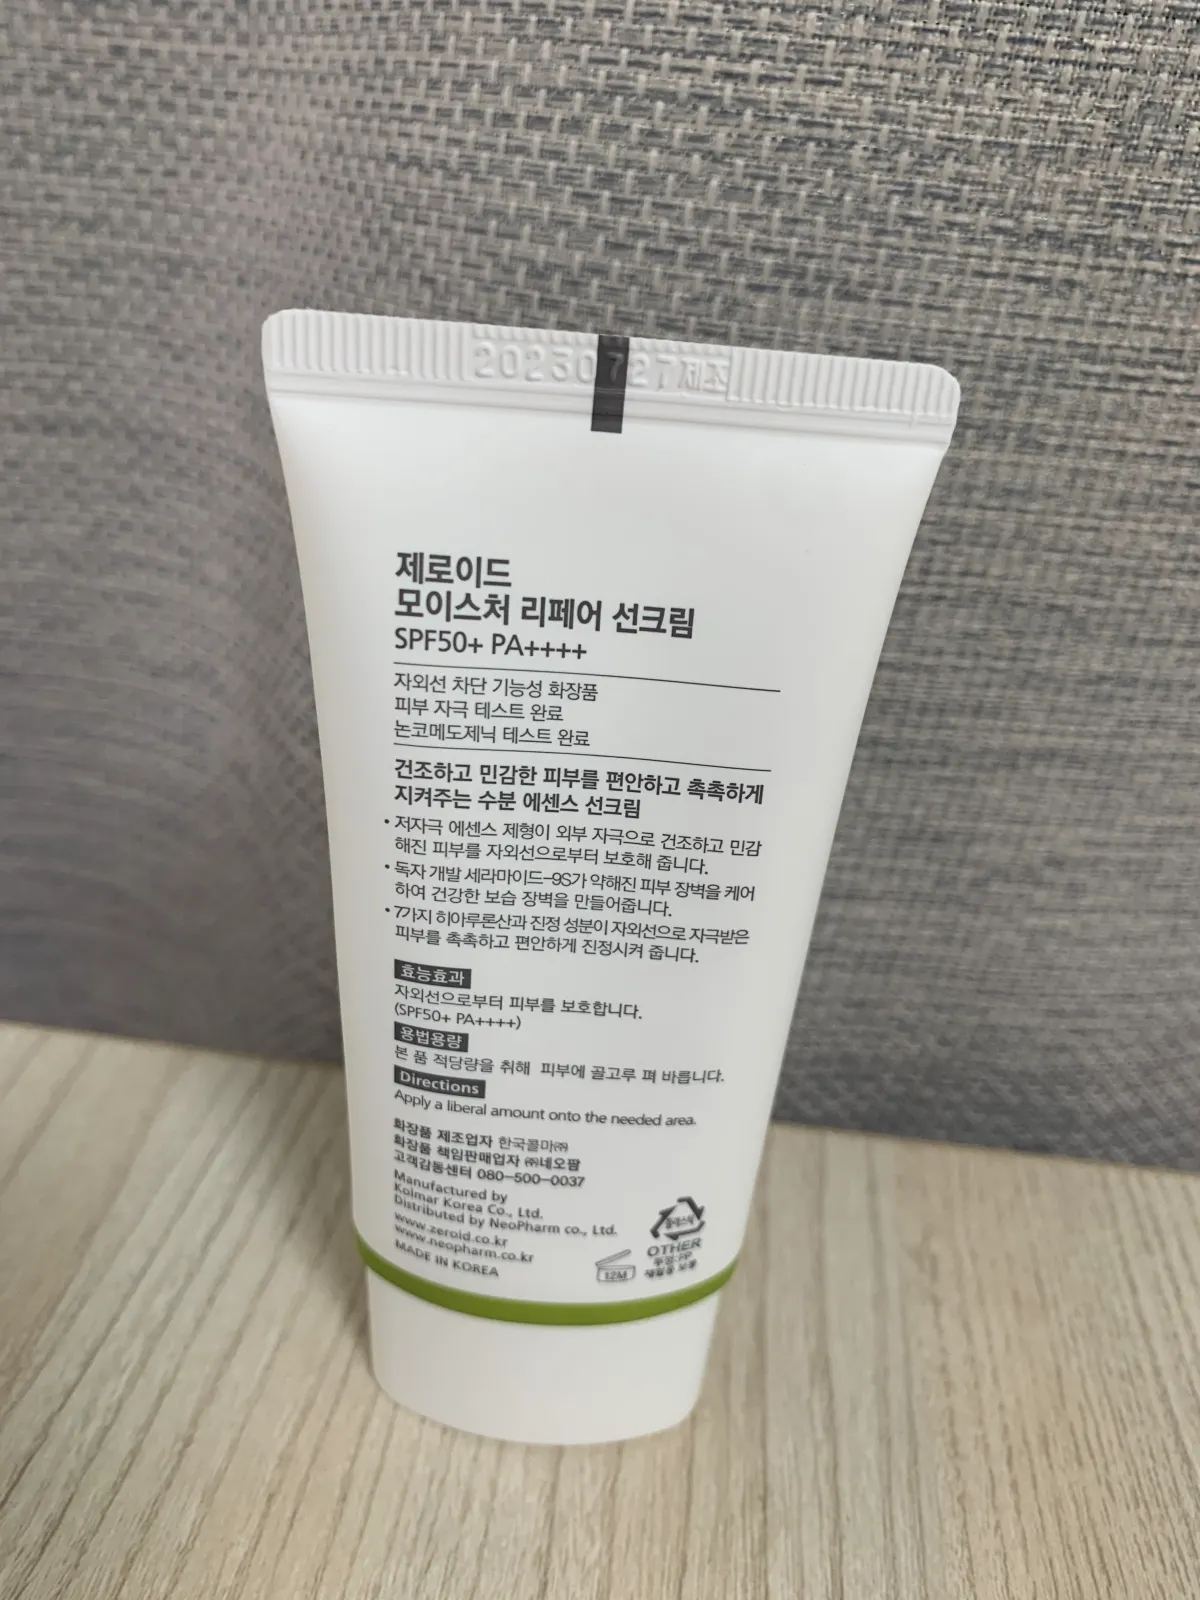 20230727제조
제로이드
모이스처 리페어 선크림
SPF50+ PA++++
자외선 차단 기능성 화장품
피부 자극 테스트 완료
논코메도제닉 테스트 완료
건조하고 민감한 피부를 편안하고 촉촉하게
지켜주는 수분 에센스 선크림
• 저자극 에센스 제형이 외부 자극으로 건조하고 민감
해진 피부를 자외선으로부터 보호해 줍니다.
• 독자 개발 세라마이드-9S가 약해진 피부 장벽을 케어
하여 건강한 보습 장벽을 만들어줍니다.
• 7가지 히아루론산과 진정 성분이 자외선으로 자극받은
피부를 촉촉하고 편안하게 진정시켜 줍니다.
효능효과
자외선으로부터 피부를 보호합니다.
(SPF50+ PA++++)
용법용량
본 품 적당량을 취해 피부에 골고루 펴 바릅니다.
Directions
Apply a liberal amount onto the needed area.
화장품 제조업자 한국콜마㈜
화장품 책임판매업자 ㈜네오팜
고객감동센터 080-500-0037
Manufactured by
Kolmar Korea Co., Ltd.
Distributed by NeoPharm co., Ltd.
www.zeroid.co.kr
www.neopharm.co.kr
MADE IN KOREA
12M
플라스틱
OTHER
뚜껑:PP